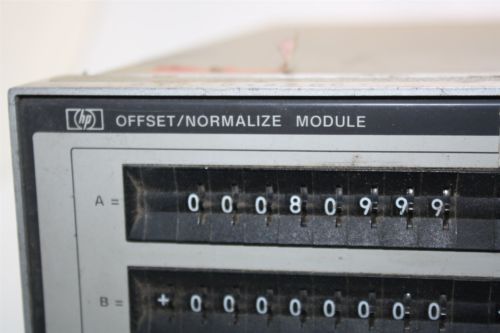 hp OFFSET/NORMALIZE MODULE
A = 00080999
B = +00000000